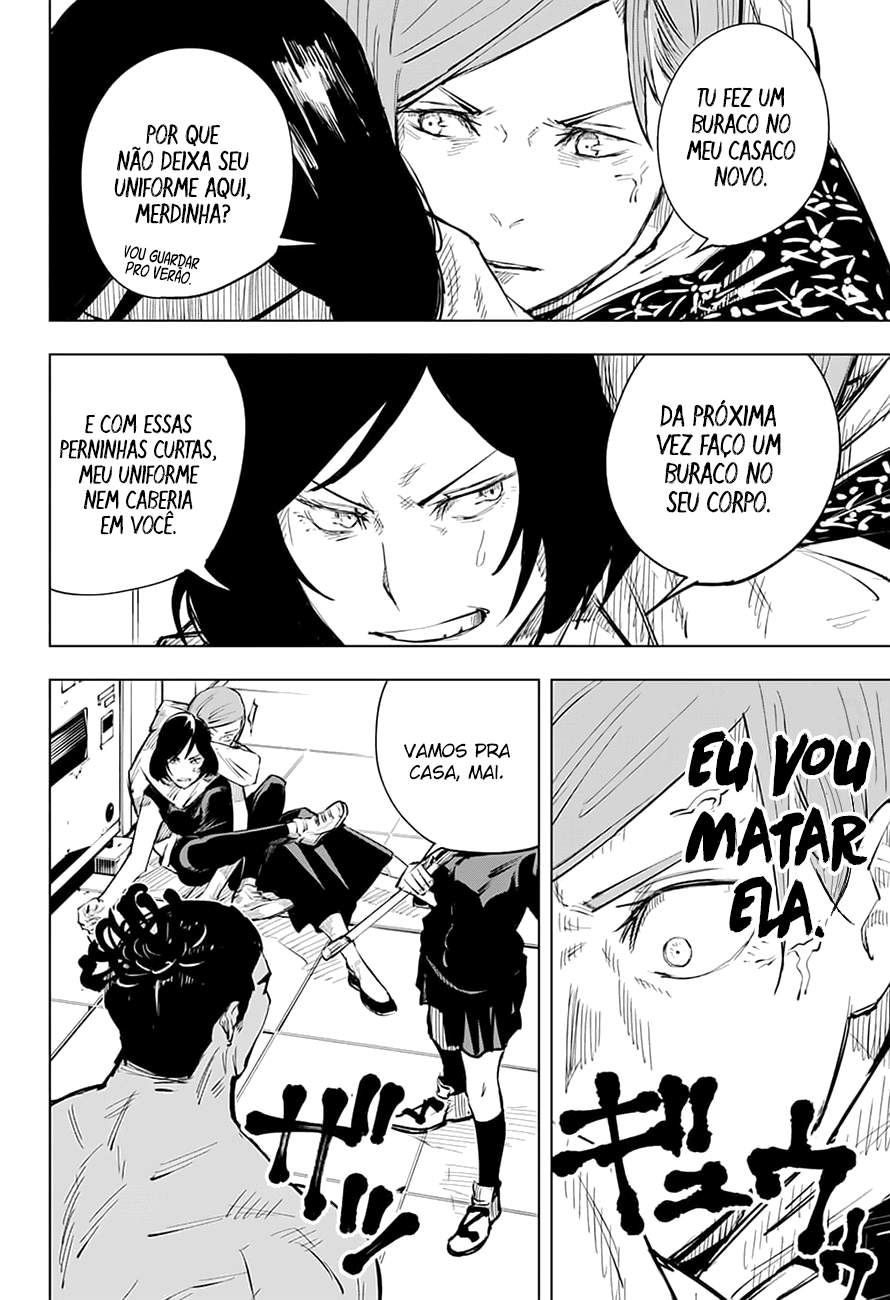 TU FEZ UM
BURACO NO
MEU CASACO
NOVO.
POR QUE
NÃO DEIXA SEU
UNIFORME AQUI,
MERDINHA?
VOU GUARDAR
PRO VERÃO.
DA PRÓXIMA
VEZ FAÇO UM
BURACO NO
SEU CORPO.
E COM ESSAS
PERNINHAS CURTAS,
MEU UNIFORME
NEM CABERIA
EM VOCÊ.
EU VOU
MATAR
ELA.
ギュウウ
VAMOS PRA
CASA, MAI.
ザッ